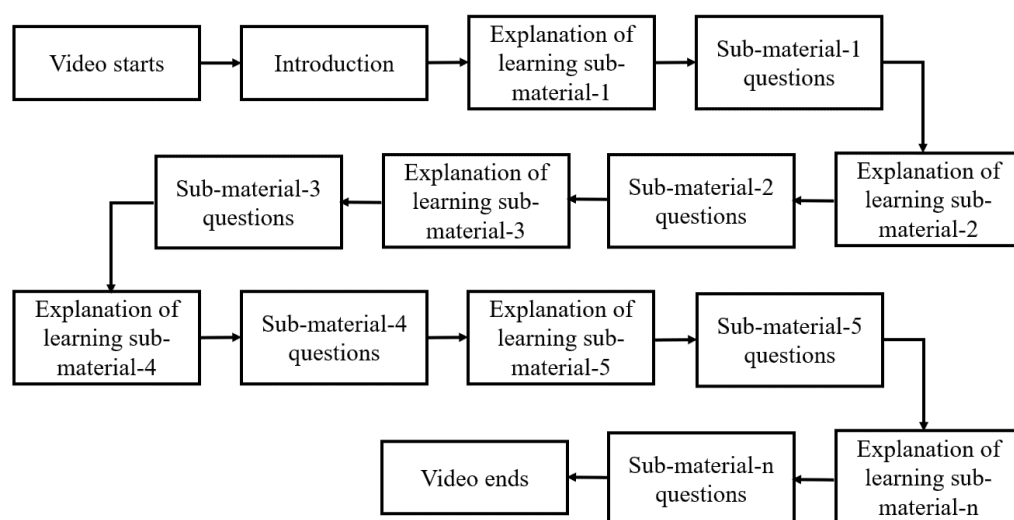 Video starts
Introduction
Explanation of
learning sub-
material-1
Sub-material-1
questions
Explanation of
learning sub-
material-2
Sub-material-2
questions
Explanation of
learning sub-
material-3
Sub-material-3
questions
Explanation of
learning sub-
material-4
Sub-material-4
questions
Explanation of
learning sub-
material-5
Sub-material-5
questions
Explanation of
learning sub-
material-n
Sub-material-n
questions
Video ends